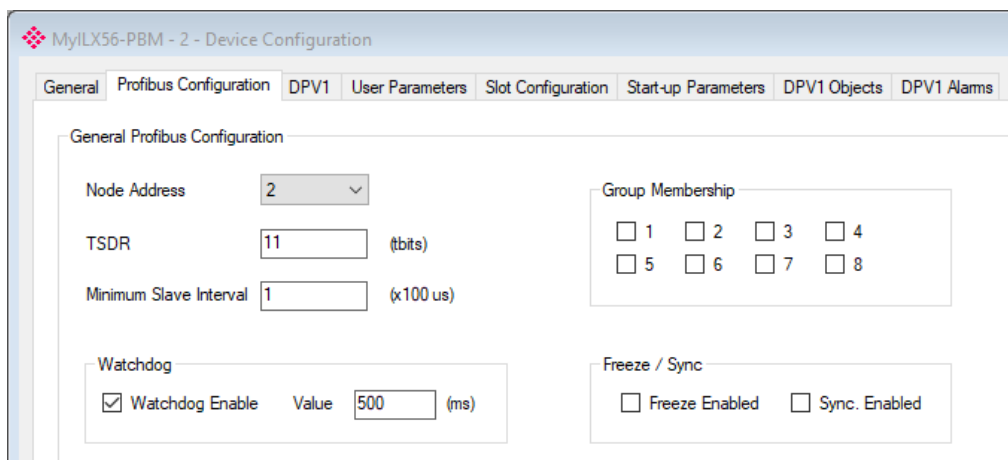 MyILX56-PBM - 2 - Device Configuration
General Profibus Configuration DPV1 User Parameters Slot Configuration Start-up Parameters DPV1 Objects DPV1 Alarms
General Profibus Configuration
Node Address 2
TSDR 11 (tbits)
Minimum Slave Interval 1 (x100 us)
Group Membership
1 2 3 4
5 6 7 8
Watchdog
Watchdog Enable Value 500 (ms)
Freeze / Sync
Freeze Enabled Sync. Enabled